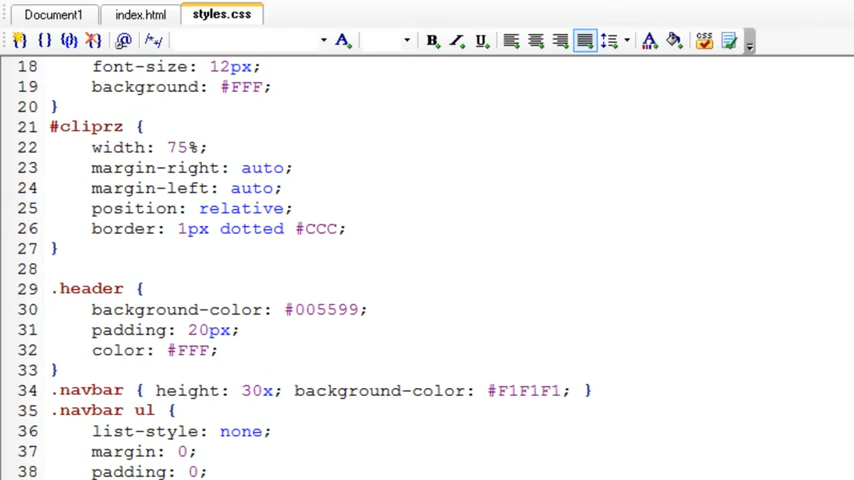 Document1 index.html styles.css
18 font-size: 12px;
19 background: #FFF;
20 }
21 #cliprz {
22 width: 75%;
23 margin-right: auto;
24 margin-left: auto;
25 position: relative;
26 border: 1px dotted #CCC;
27 }
28
29 .header {
30 background-color: #005599;
31 padding: 20px;
32 color: #FFF;
33 }
34 .navbar { height: 30x; background-color: #F1F1F1; }
35 .navbar ul {
36 list-style: none;
37 margin: 0;
38 padding: 0;